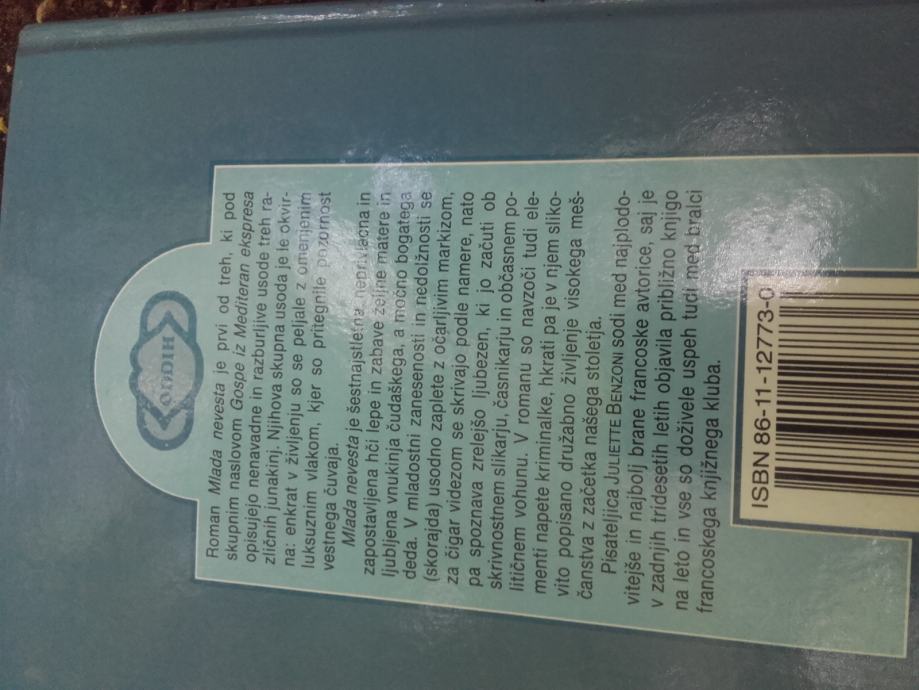 ODDIH
Roman Mlada nevesta je prvi od treh, ki pod
skupnim naslovom Gospe iz Mediteran ekspresa
opisujejo nenavadne in razburljive usode treh ra-
zličnih junakinj. Njihova skupna usoda je le okvir-
na: enkrat v življenju so se peljale z omenjenim
luksuznim vlakom, kjer so pritegnile pozornost
vestnega čuvaja.
Mlada nevesta je šestnajstletna, neprivlačna in
zapostavljena hči lepe in zabave željne matere in
ljubljena vnukinja čudaškega, a močno bogatega
deda. V mladostni zanesenosti in nedolžnosti se
(skorajda) usodno zaplete z očarljivim markizom,
za čigar videzom se skrivajo podle namere, nato
pa spoznava zrelejšo ljubezen, ki jo začuti ob
skrivnostnem slikarju, časnikarju in občasnem po-
litičnem vohunu. V romanu so navzoči tudi ele-
menti napete kriminalke, hkrati pa je v njem sliko-
vito popisano družabno življenje visokega meš-
čanstva z začetka našega stoletja.
Pisateljica JULIETTE BENZONI sodi med najplodo-
vitejše in najbolj brane francoske avtorice, saj je
v zadnjih tridesetih letih objavila približno knjigo
na leto in vse so doživele uspeh tudi med bralci
francoskega knjižnega kluba.
ISBN 86-11-12773-0